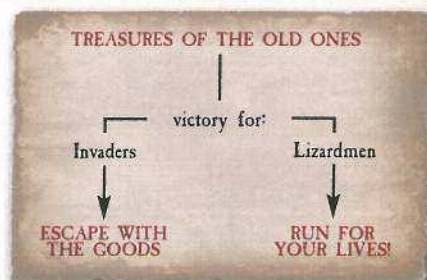 TREASURES OF THE OLD ONES
victory for:
Invaders
Lizardmen
ESCAPE WITH
THE GOODS
RUN FOR
YOUR LIVES!